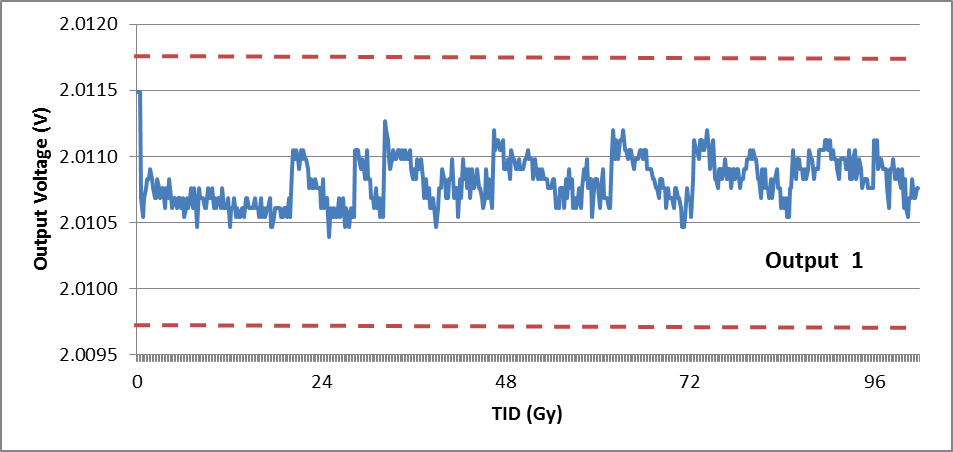 2.0120
2.0115
2.0110
2.0105
2.0100
2.0095
Output Voltage (V)
Output 1
0 24 48 72 96
TID (Gy)